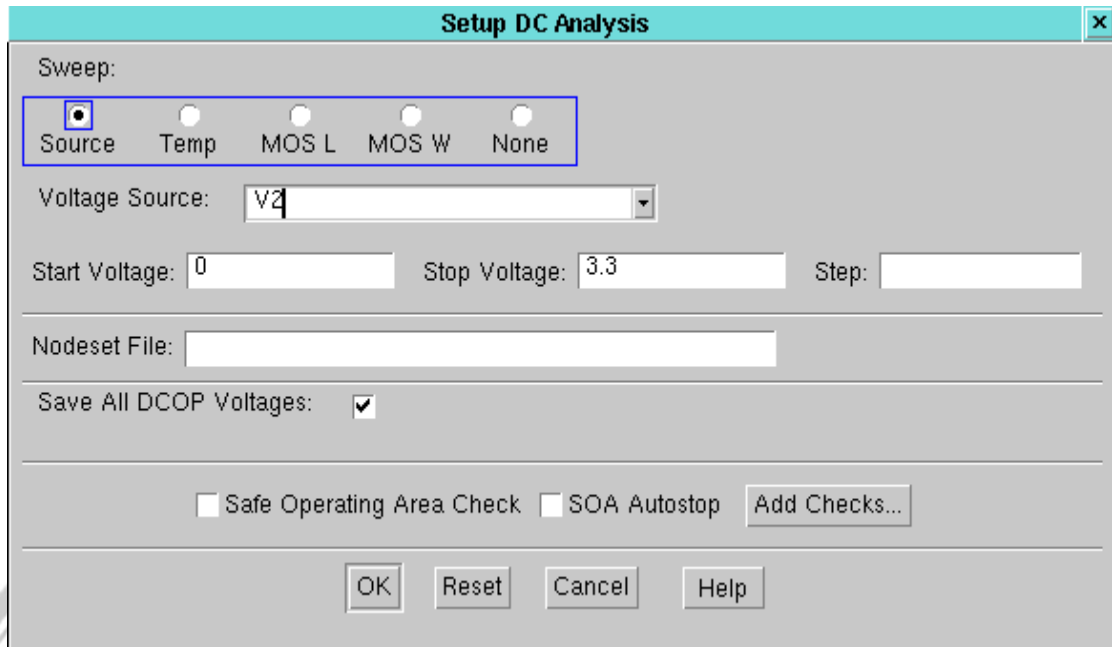 Setup DC Analysis
Sweep:
Source Temp MOS L MOS W None
Voltage Source: V2
Start Voltage: 0 Stop Voltage: 3.3 Step:
Nodeset File:
Save All DCOP Voltages:
Safe Operating Area Check SOA Autostop Add Checks...
OK Reset Cancel Help